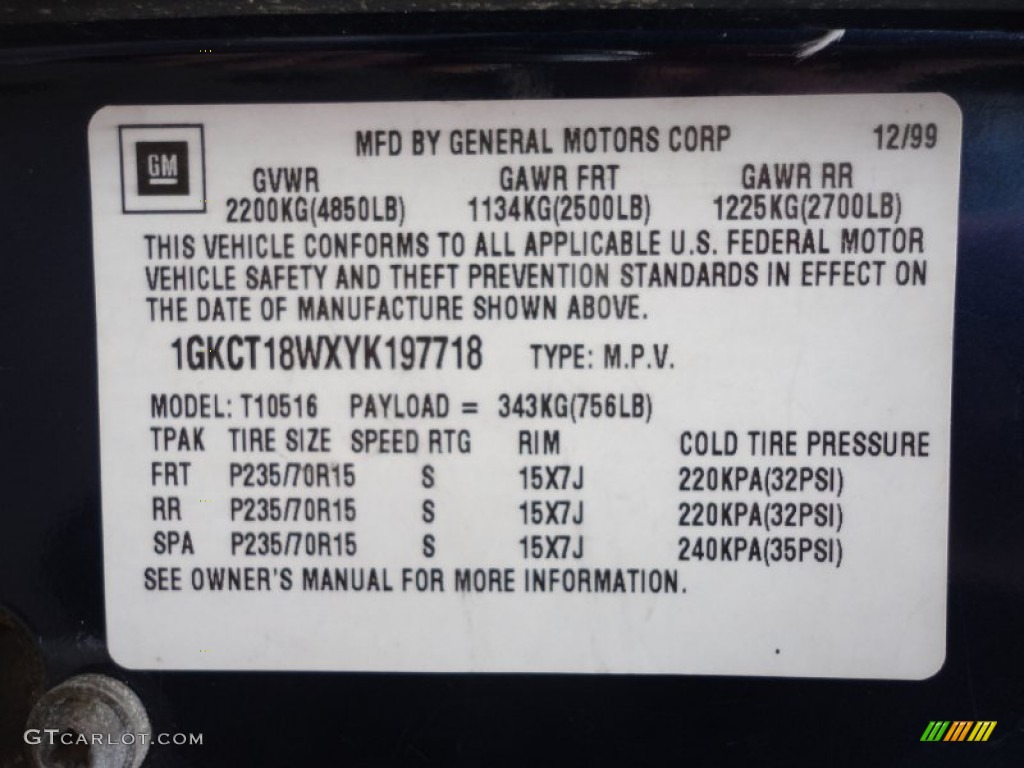 GM
MFD BY GENERAL MOTORS CORP 12/99
GVWR GAWR FRT GAWR RR
2200KG(4850LB) 1134KG(2500LB) 1225KG(2700LB)
THIS VEHICLE CONFORMS TO ALL APPLICABLE U.S. FEDERAL MOTOR
VEHICLE SAFETY AND THEFT PREVENTION STANDARDS IN EFFECT ON
THE DATE OF MANUFACTURE SHOWN ABOVE.
1GKCT18WXYK197718 TYPE: M.P.V.
MODEL: T10516 PAYLOAD = 343KG(756LB)
TPAK TIRE SIZE SPEED RTG RIM COLD TIRE PRESSURE
FRT P235/70R15 S 15X7J 220KPA(32PSI)
RR P235/70R15 S 15X7J 220KPA(32PSI)
SPA P235/70R15 S 15X7J 240KPA(35PSI)
SEE OWNER'S MANUAL FOR MORE INFORMATION.
GTCARLOT.COM